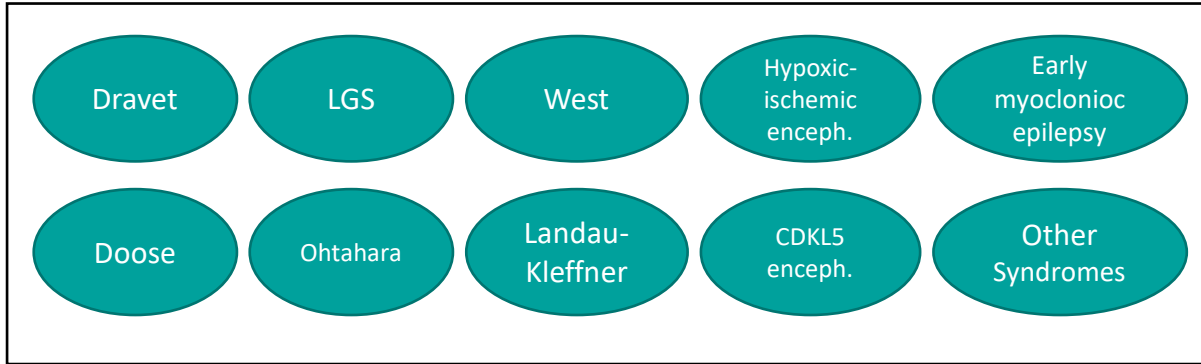 Dravet
LGS
West
Hypoxic-
ischemic
enceph.
Early
myoclonioc
epilepsy
Doose
Ohtahara
Landau-
Kleffner
CDKL5
enceph.
Other
Syndromes